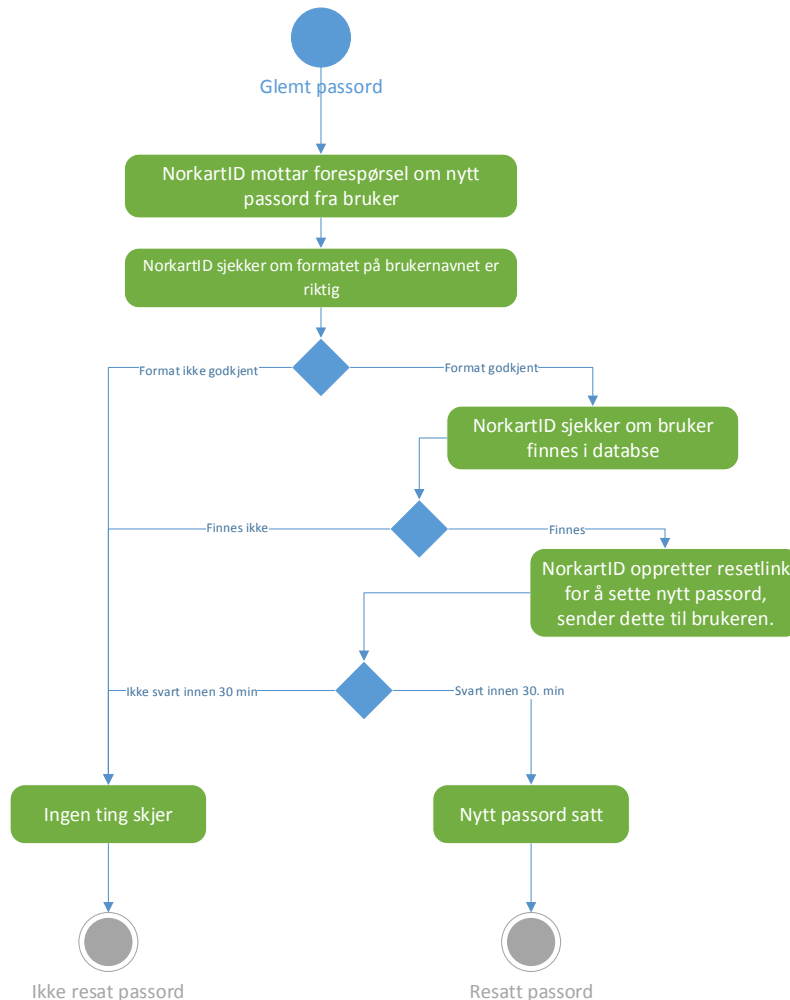 Glemt passord
NorkartID mottar forespørsel om nytt
passord fra bruker
NorkartID sjekker om formatet på brukernavnet er
riktig
Format ikke godkjent
Format godkjent
NorkartID sjekker om bruker
finnes i databse
Finnes ikke
Finnes
NorkartID oppretter resetlink
for å sette nytt passord,
sender dette til brukeren.
Ikke svart innen 30 min
Svart innen 30. min
Ingen ting skjer
Nytt passord satt
Ikke resat passord
Resatt passord